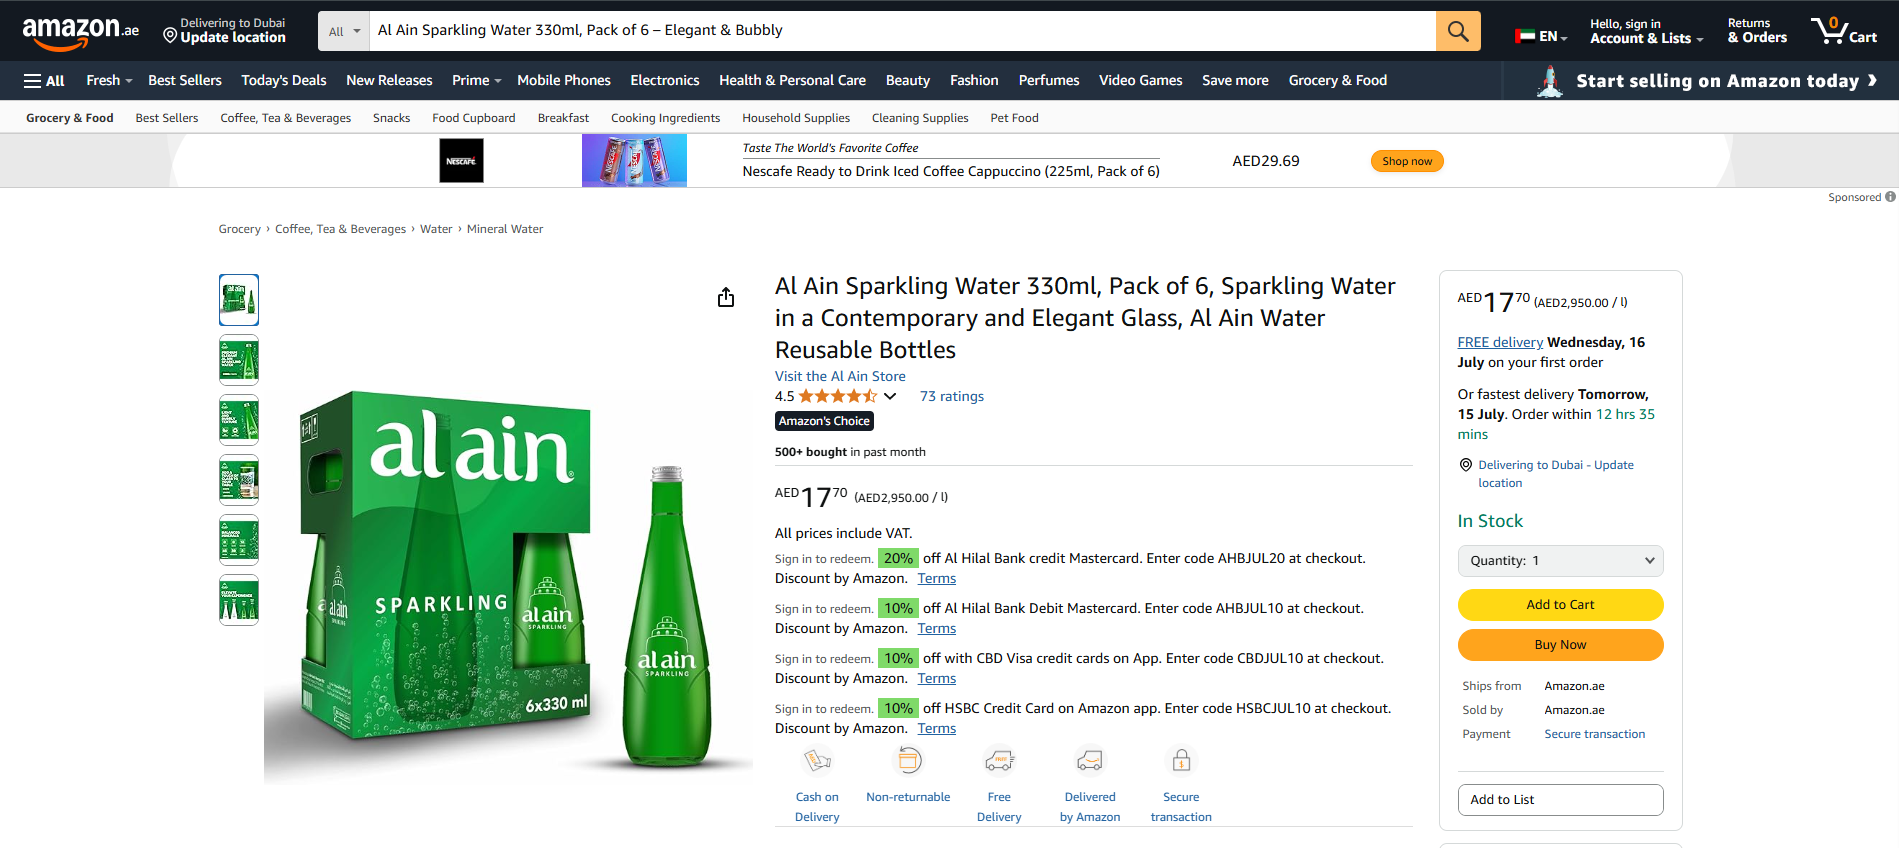 amazon.ae
Delivering to Dubai
Update location
All
Al Ain Sparkling Water 330ml, Pack of 6 – Elegant & Bubbly
EN
Hello, sign in
Account & Lists
Returns
& Orders
0
Cart
All
Fresh
Best Sellers
Today's Deals
New Releases
Prime
Mobile Phones
Electronics
Health & Personal Care
Beauty
Fashion
Perfumes
Video Games
Save more
Grocery & Food
Start selling on Amazon today ❯
Grocery & Food
Best Sellers
Coffee, Tea & Beverages
Snacks
Food Cupboard
Breakfast
Cooking Ingredients
Household Supplies
Cleaning Supplies
Pet Food
NESCAFÉ
Taste The World's Favorite Coffee
Nescafe Ready to Drink Iced Coffee Cappuccino (225ml, Pack of 6)
AED29.69
Shop now
Sponsored
Grocery › Coffee, Tea & Beverages › Water › Mineral Water
al ain
SPARKLING
al ain
al ain
SPARKLING
6x330 ml
al ain
SPARKLING
Al Ain Sparkling Water 330ml, Pack of 6, Sparkling Water
in a Contemporary and Elegant Glass, Al Ain Water
Reusable Bottles
Visit the Al Ain Store
4.5
73 ratings
Amazon's Choice
500+ bought in past month
AED17 70 (AED2,950.00 / l)
All prices include VAT.
Sign in to redeem. 20% off Al Hilal Bank credit Mastercard. Enter code AHBJUL20 at checkout.
Discount by Amazon. Terms
Sign in to redeem. 10% off Al Hilal Bank Debit Mastercard. Enter code AHBJUL10 at checkout.
Discount by Amazon. Terms
Sign in to redeem. 10% off with CBD Visa credit cards on App. Enter code CBDJUL10 at checkout.
Discount by Amazon. Terms
Sign in to redeem. 10% off HSBC Credit Card on Amazon app. Enter code HSBCJUL10 at checkout.
Discount by Amazon. Terms
Cash on
Delivery
Non-returnable
Free
Delivery
Delivered
by Amazon
Secure
transaction
AED17 70 (AED2,950.00 / l)
FREE delivery Wednesday, 16
July on your first order
Or fastest delivery Tomorrow,
15 July. Order within 12 hrs 35
mins
Delivering to Dubai - Update
location
In Stock
Quantity: 1
Add to Cart
Buy Now
Ships from Amazon.ae
Sold by Amazon.ae
Payment Secure transaction
Add to List